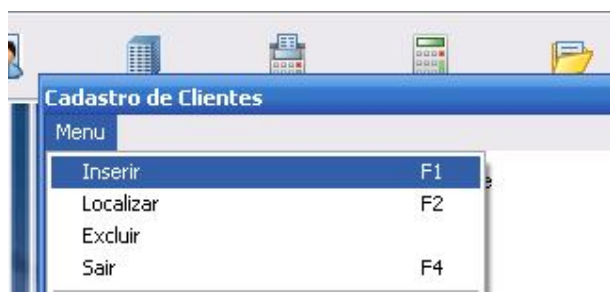 Cadastro de Clientes
Menu
Inserir F1
Localizar F2
Excluir
Sair F4